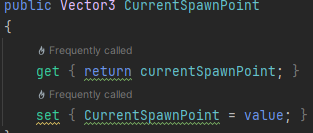 public Vector3 CurrentSpawnPoint
{
Frequently called
get { return currentSpawnPoint; }
Frequently called
set { CurrentSpawnPoint = value; }